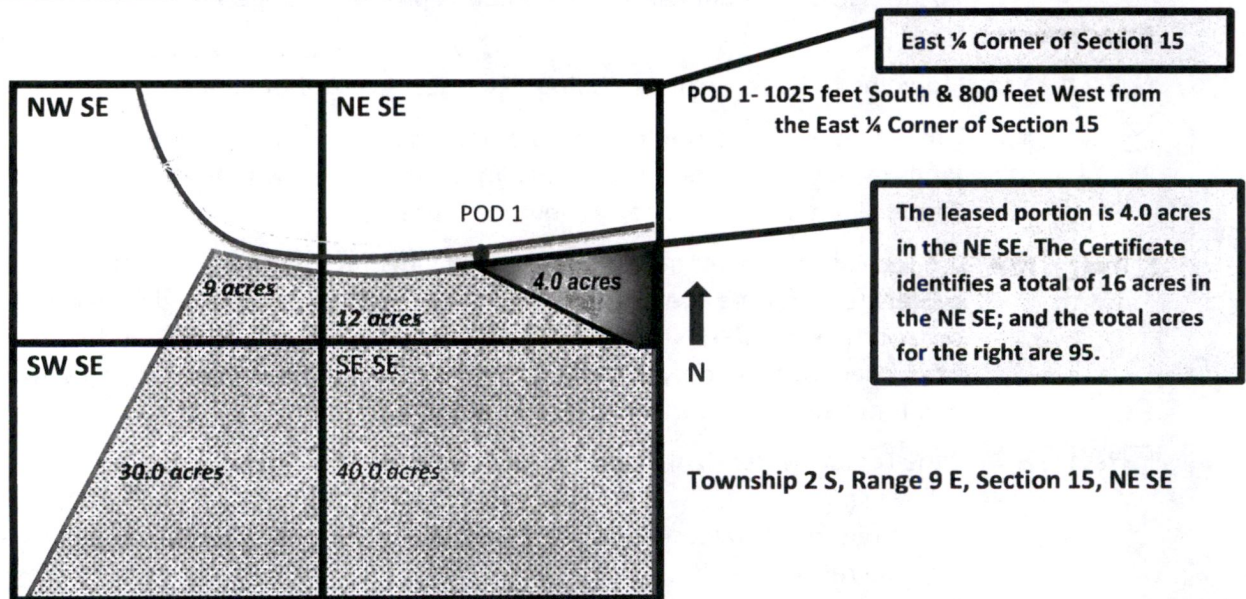 East ¼ Corner of Section 15
NW SE
NE SE
POD 1- 1025 feet South & 800 feet West from
the East ¼ Corner of Section 15
POD 1
The leased portion is 4.0 acres
in the NE SE. The Certificate
identifies a total of 16 acres in
the NE SE; and the total acres
for the right are 95.
9 acres
4.0 acres
12 acres
N
SW SE
SE SE
30.0 acres
40.0 acres
Township 2 S, Range 9 E, Section 15, NE SE